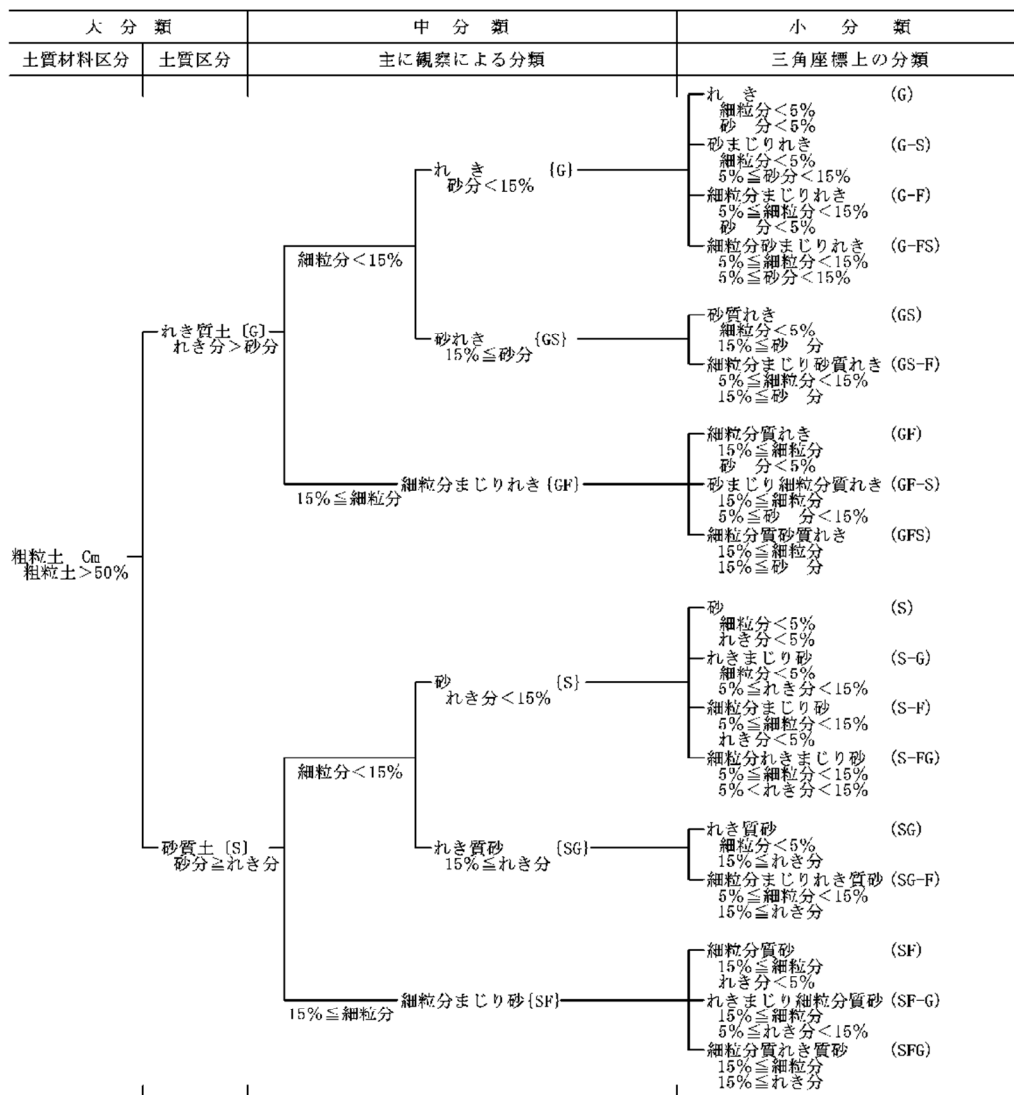 大 分 類 中 分 類 小 分 類
土質材料区分 土質区分 主に観察による分類 三角座標上の分類
れ き (G)
細粒分<5%
砂 分<5%
砂まじりれき (G-S)
細粒分<5%
5%≦砂分<15%
細粒分まじりれき (G-F)
5%≦細粒分<15%
砂 分<5%
細粒分砂まじりれき (G-FS)
5%≦細粒分<15%
5%≦砂分<15%
れ き {G}
砂分<15%
細粒分<15%
砂質れき (GS)
細粒分<5%
15%≦砂 分
細粒分まじり砂質れき (GS-F)
5%≦細粒分<15%
15%≦砂 分
れき質土〔G〕
れき分>砂分
砂れき {GS}
15%≦砂分
細粒分質れき (GF)
15%≦細粒分
砂 分<5%
砂まじり細粒分質れき (GF-S)
15%≦細粒分
5%≦砂 分<15%
細粒分質砂質れき (GFS)
15%≦細粒分
15%≦砂 分
15%≦細粒分
細粒分まじりれき{GF}
粗粒土 Cm
粗粒土>50%
砂 (S)
細粒分<5%
れき分<5%
れきまじり砂 (S-G)
細粒分<5%
5%≦れき分<15%
細粒分まじり砂 (S-F)
5%≦細粒分<15%
れき分<5%
細粒分れきまじり砂 (S-FG)
5%≦細粒分<15%
5%<れき分<15%
砂 {S}
れき分<15%
細粒分<15%
れき質砂 (SG)
細粒分<5%
15%≦れき分
細粒分まじりれき質砂 (SG-F)
5%≦細粒分<15%
15%≦れき分
砂質土〔S〕
砂分≧れき分
れき質砂 {SG}
15%≦れき分
細粒分質砂 (SF)
15%≦細粒分
れき分<5%
れきまじり細粒分質砂 (SF-G)
15%≦細粒分
5%≦れき分<15%
細粒分質れき質砂 (SFG)
15%≦細粒分
15%≦れき分
15%≦細粒分
細粒分まじり砂{SF}